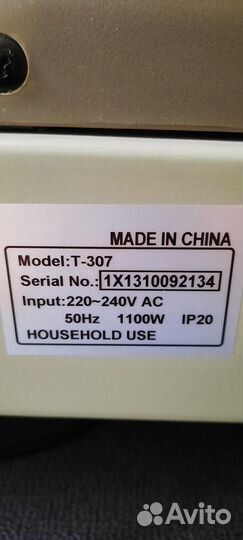 MADE IN CHINA
Model:T-307
Serial No.:1X1310092134
Input:220~240V AC
50Hz 1100W IP20
HOUSEHOLD USE
Avito